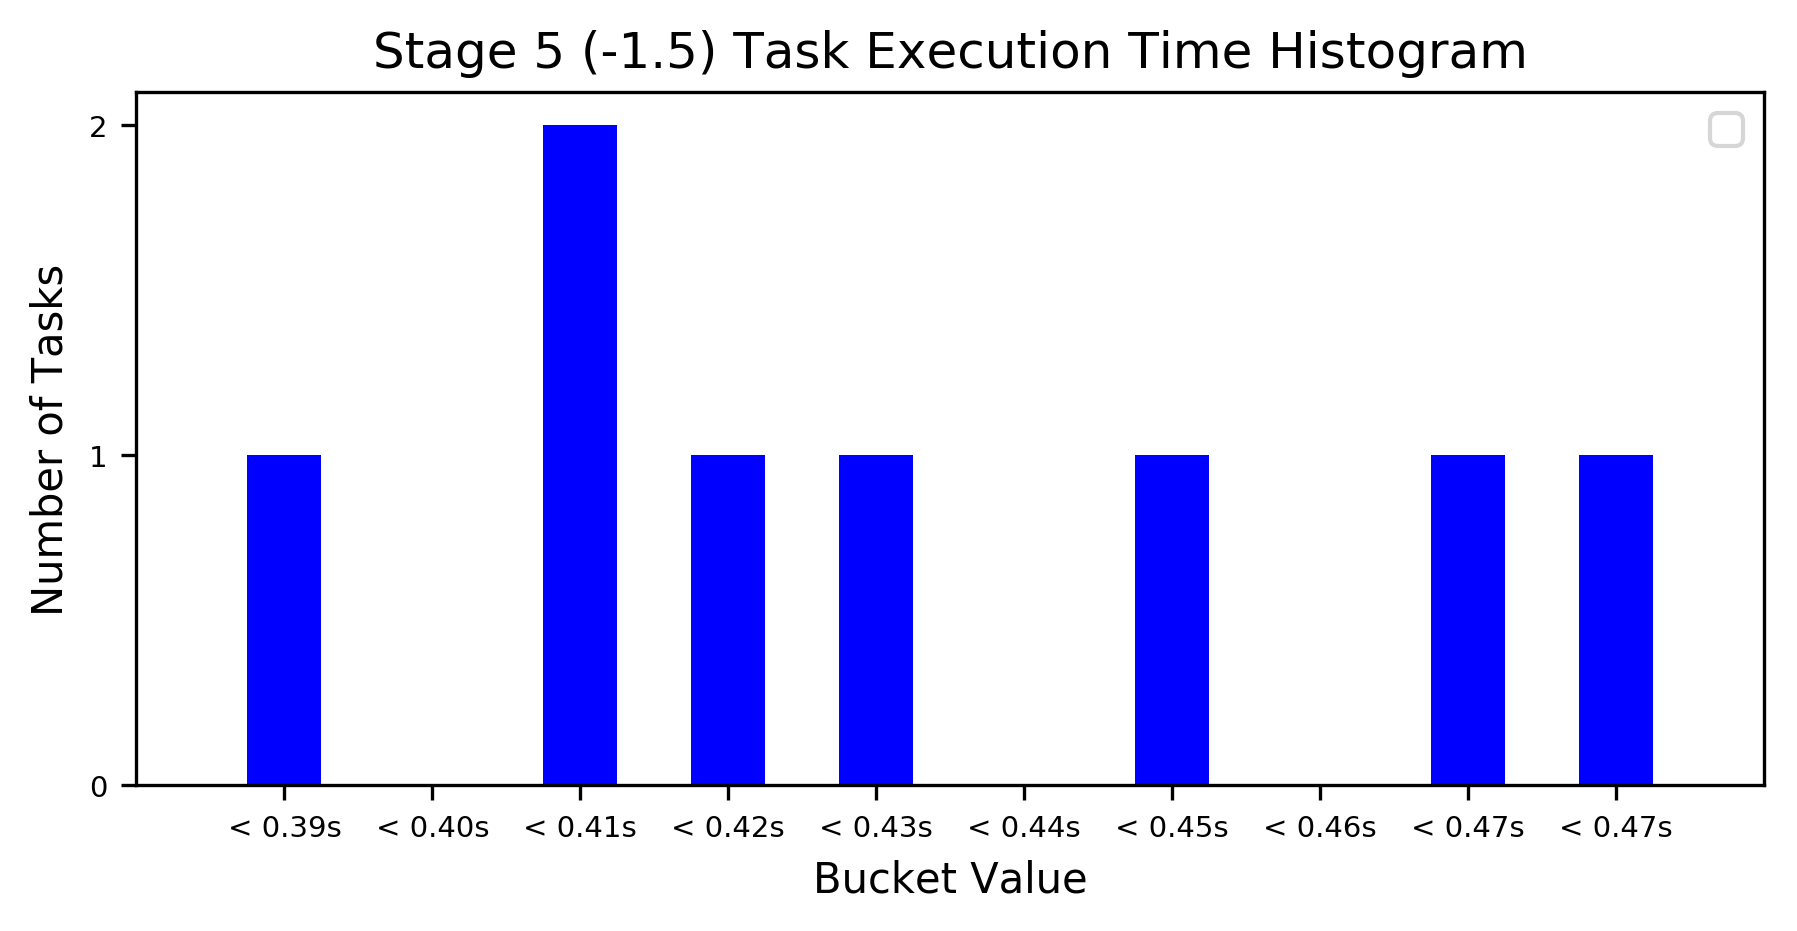 Stage 5 (-1.5) Task Execution Time Histogram
2
1
0
Number of Tasks
< 0.39s < 0.40s < 0.41s < 0.42s < 0.43s < 0.44s < 0.45s < 0.46s < 0.47s < 0.47s
Bucket Value